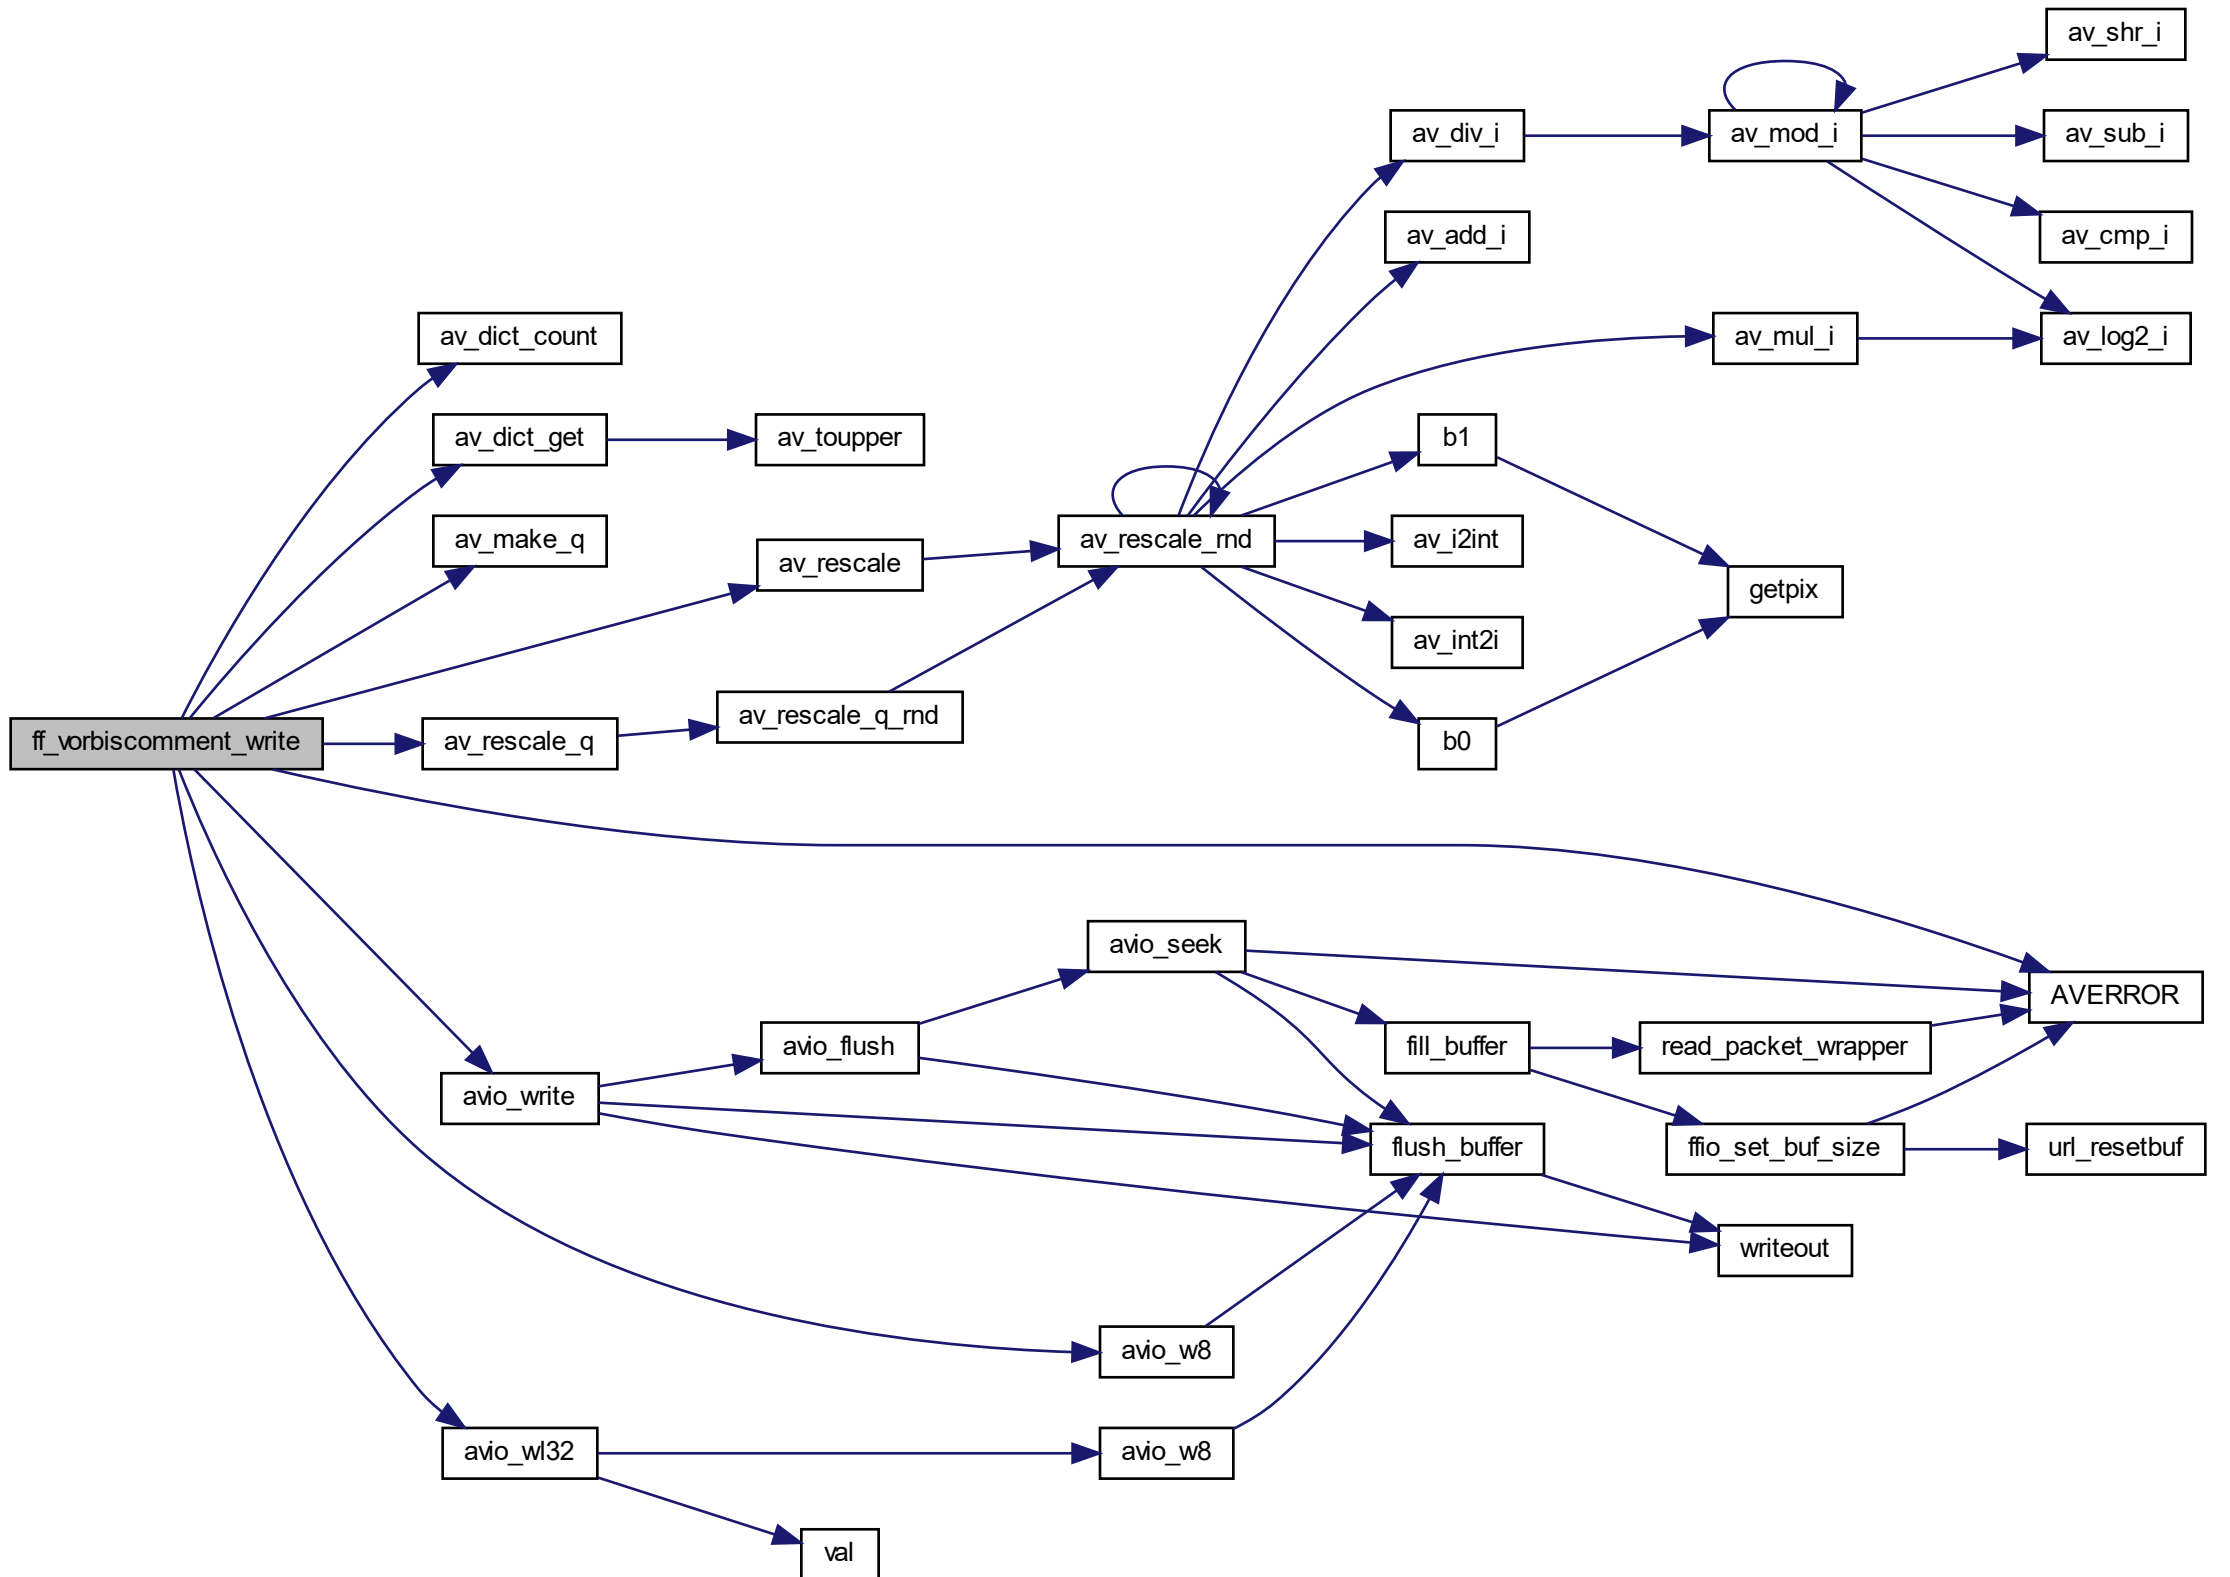 av_shr_i
av_div_i
av_mod_i
av_sub_i
av_add_i
av_cmp_i
av_dict_count
av_mul_i
av_log2_i
av_dict_get
av_toupper
b1
av_make_q
av_rescale
av_rescale_rnd
av_i2int
getpix
av_int2i
ff_vorbiscomment_write
av_rescale_q
av_rescale_q_rnd
b0
avio_seek
AVERROR
avio_flush
fill_buffer
read_packet_wrapper
avio_write
flush_buffer
ffio_set_buf_size
url_resetbuf
writeout
avio_w8
avio_wl32
avio_w8
val